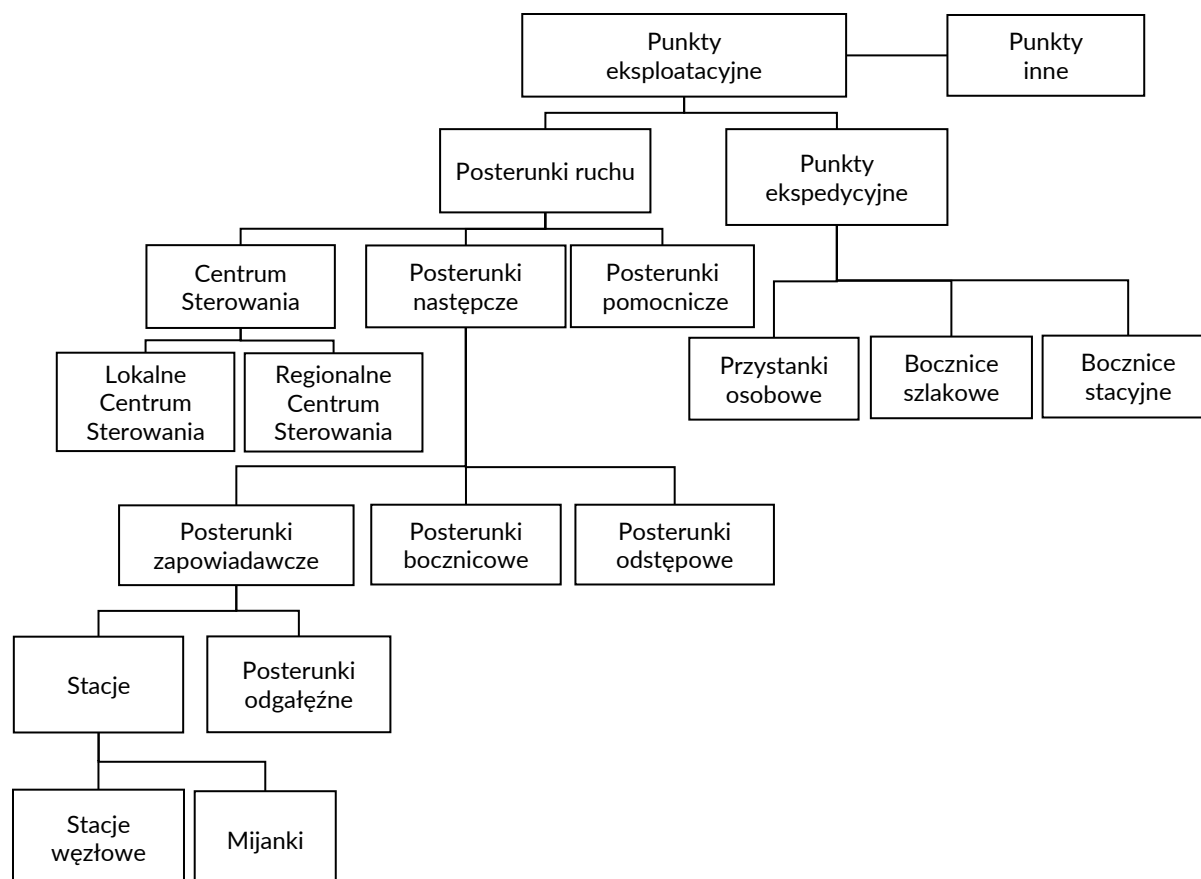 Punkty
eksploatacyjne
Punkty
inne
Posterunki ruchu
Punkty
ekspedycyjne
Centrum
Sterowania
Posterunki
następcze
Posterunki
pomocnicze
Lokalne
Centrum
Sterowania
Regionalne
Centrum
Sterowania
Przystanki
osobowe
Bocznice
szlakowe
Bocznice
stacyjne
Posterunki
zapowiadawcze
Posterunki
bocznicowe
Posterunki
odstępowe
Stacje
Posterunki
odgałęźne
Stacje
węzłowe
Mijanki